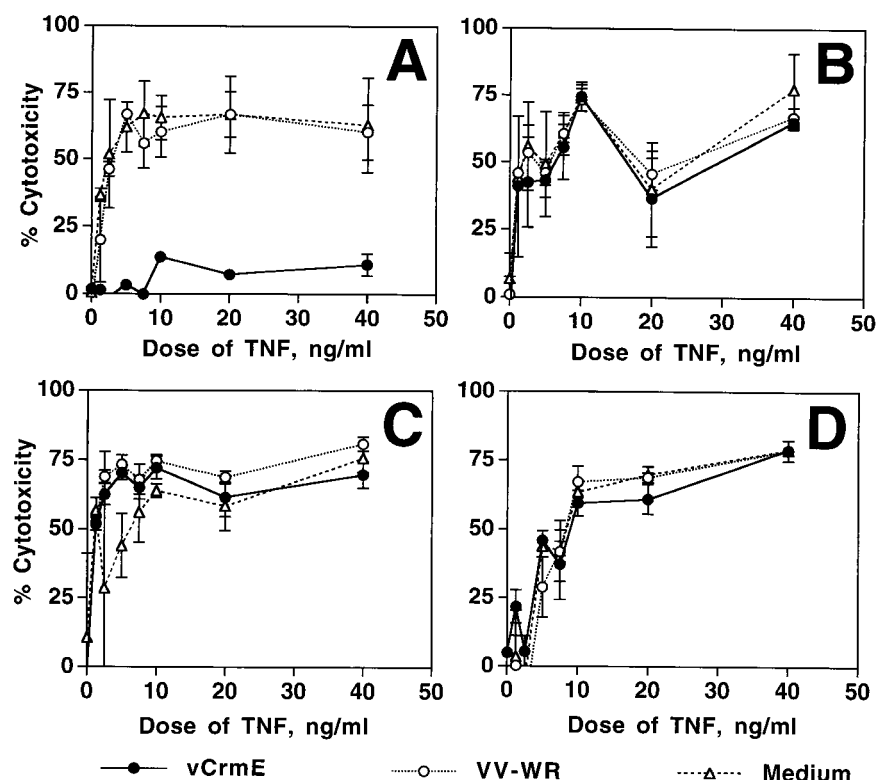 A
B
% Cytotoxicity
100
75
50
25
0
0 10 20 30 40 50
Dose of TNF, ng/ml
100
75
50
25
0
0 10 20 30 40 50
Dose of TNF, ng/ml
C
D
% Cytotoxicity
100
75
50
25
0
0 10 20 30 40 50
Dose of TNF, ng/ml
100
75
50
25
0
0 10 20 30 40 50
Dose of TNF, ng/ml
vCrmE VV-WR Medium